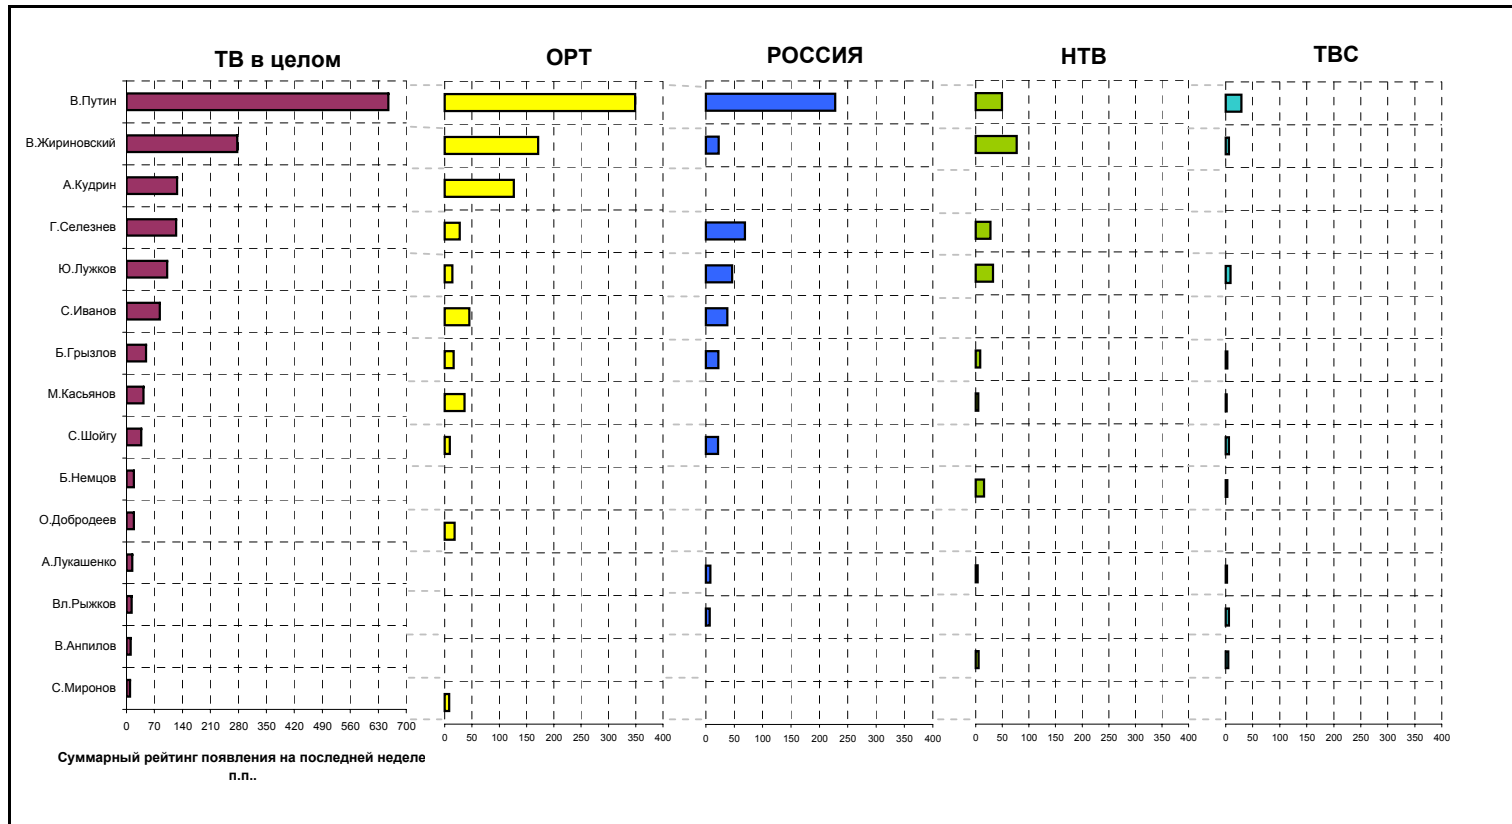 ТВ в целом
ОРТ
РОССИЯ
НТВ
ТВС
В.Путин
В.Жириновский
А.Кудрин
Г.Селезнев
Ю.Лужков
С.Иванов
Б.Грызлов
М.Касьянов
С.Шойгу
Б.Немцов
О.Добродеев
А.Лукашенко
Вл.Рыжков
В.Анпилов
С.Миронов
0 70 140 210 280 350 420 490 560 630 700
0 50 100 150 200 250 300 350 400
0 50 100 150 200 250 300 350 400
0 50 100 150 200 250 300 350 400
0 50 100 150 200 250 300 350 400
Суммарный рейтинг появления на последней неделе
п.п..